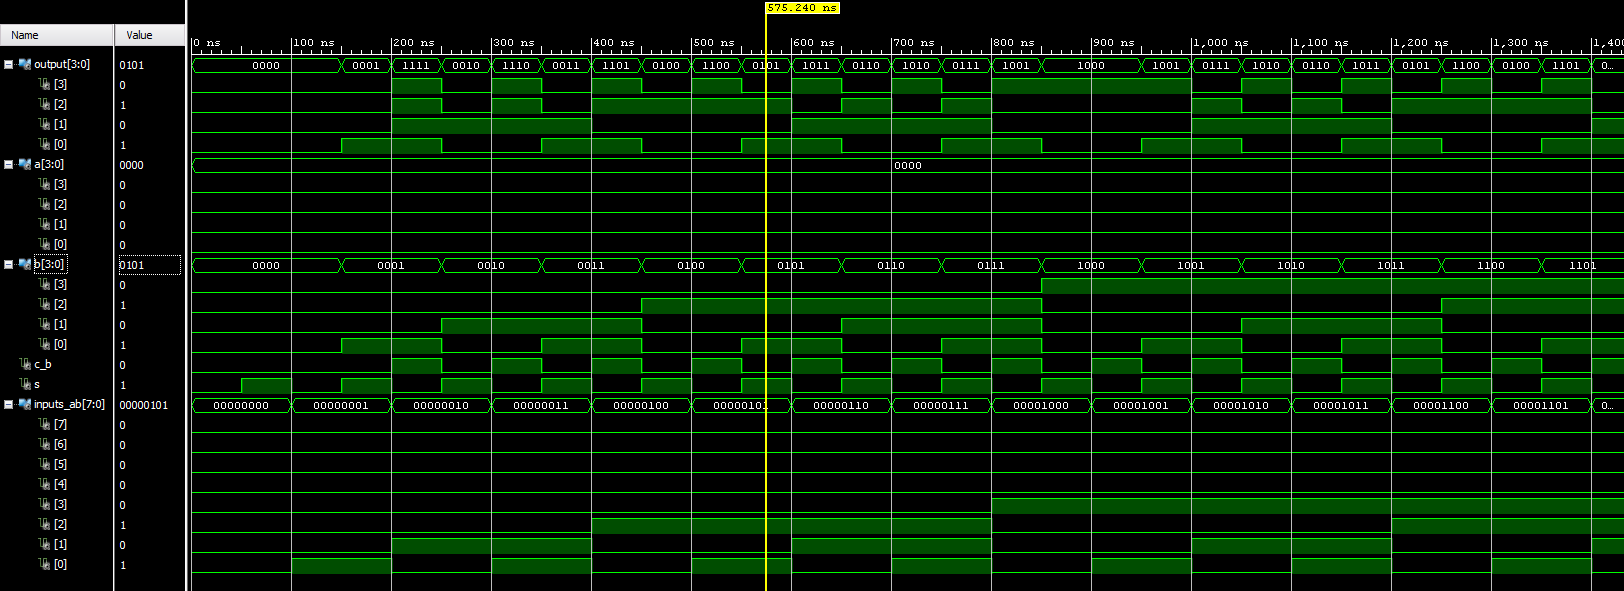 575.240 ns
Name Value
0 ns 100 ns 200 ns 300 ns 400 ns 500 ns 600 ns 700 ns 800 ns 900 ns 1,000 ns 1,100 ns 1,200 ns 1,300 ns 1,400
output[3:0] 0101 0000 0001 1111 0010 1110 0011 1101 0100 1100 0101 1011 0110 1010 0111 1001 1000 1001 0111 1010 0110 1011 0101 1100 0100 1101 0...
[3] 0
[2] 1
[1] 0
[0] 1
a[3:0] 0000 0000
[3] 0
[2] 0
[1] 0
[0] 0
b[3:0] 0101 0000 0001 0010 0011 0100 0101 0110 0111 1000 1001 1010 1011 1100 1101
[3] 0
[2] 1
[1] 0
[0] 1
c_b 0
s 1
inputs_ab[7:0] 00000101 00000000 00000001 00000010 00000011 00000100 00000101 00000110 00000111 00001000 00001001 00001010 00001011 00001100 00001101 0...
[7] 0
[6] 0
[5] 0
[4] 0
[3] 0
[2] 1
[1] 0
[0] 1